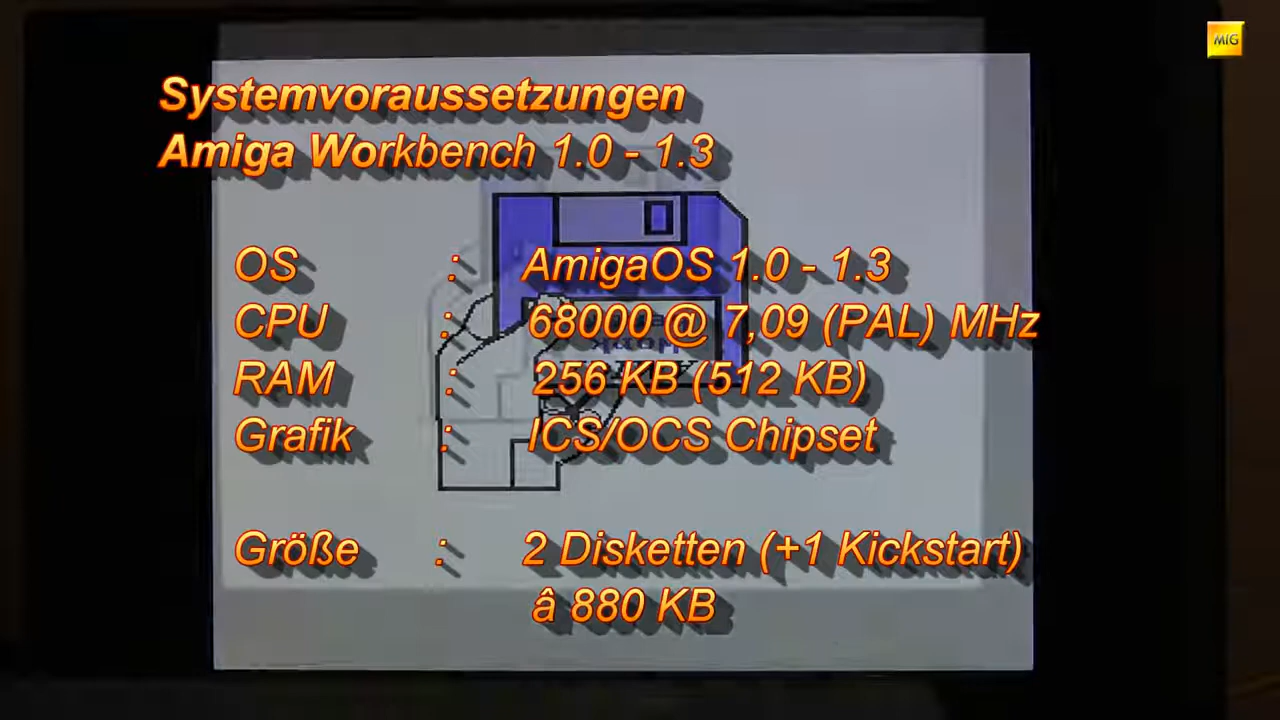 MIG
Systemvoraussetzungen
Amiga Workbench 1.0 - 1.3
OS : AmigaOS 1.0 - 1.3
CPU : 68000 @ 7,09 (PAL) MHz
RAM : 256 KB (512 KB)
Grafik : ICS/OCS Chipset
Größe : 2 Disketten (+1 Kickstart)
â 880 KB